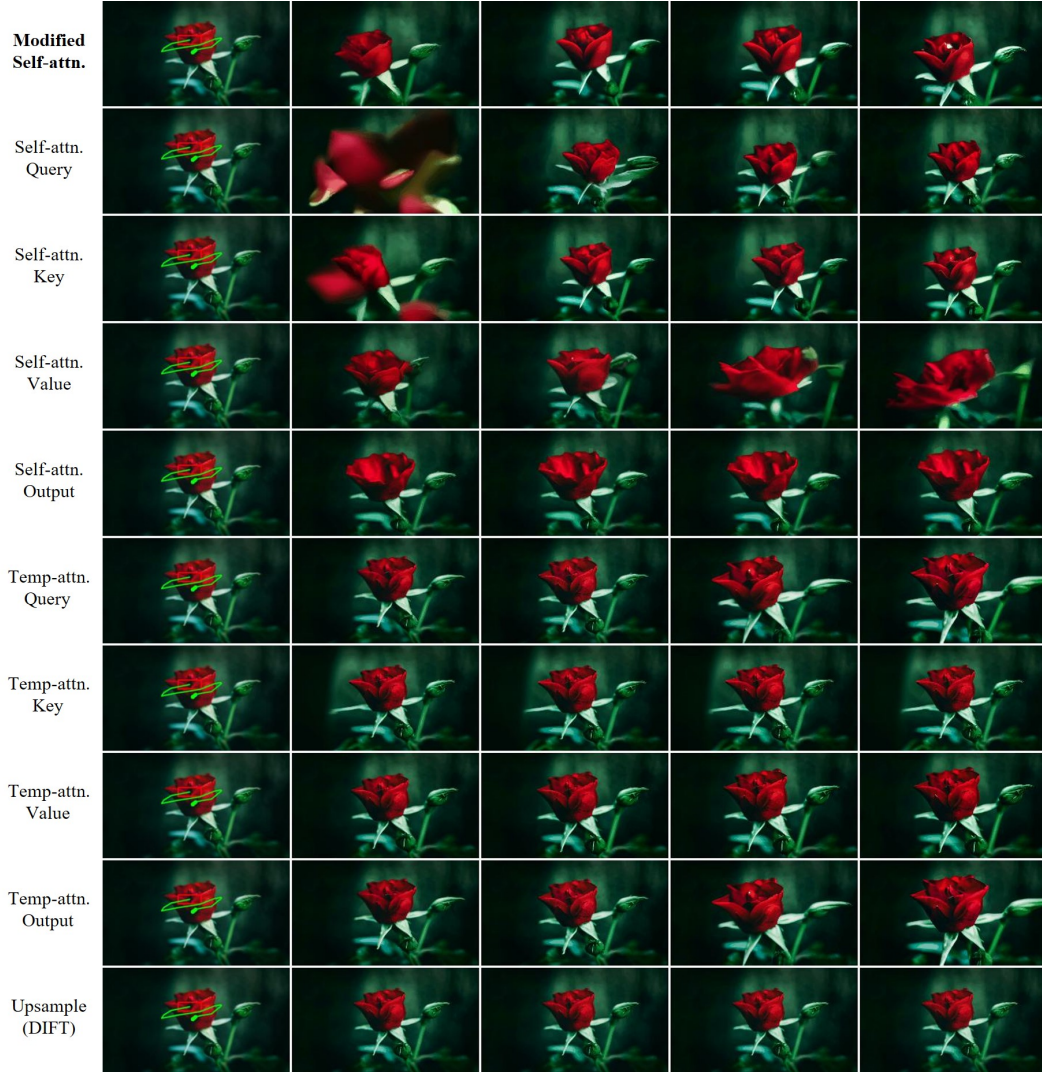 Modified
Self-attn.
Self-attn.
Query
Self-attn.
Key
Self-attn.
Value
Self-attn.
Output
Temp-attn.
Query
Temp-attn.
Key
Temp-attn.
Value
Temp-attn.
Output
Upsample
(DIFT)